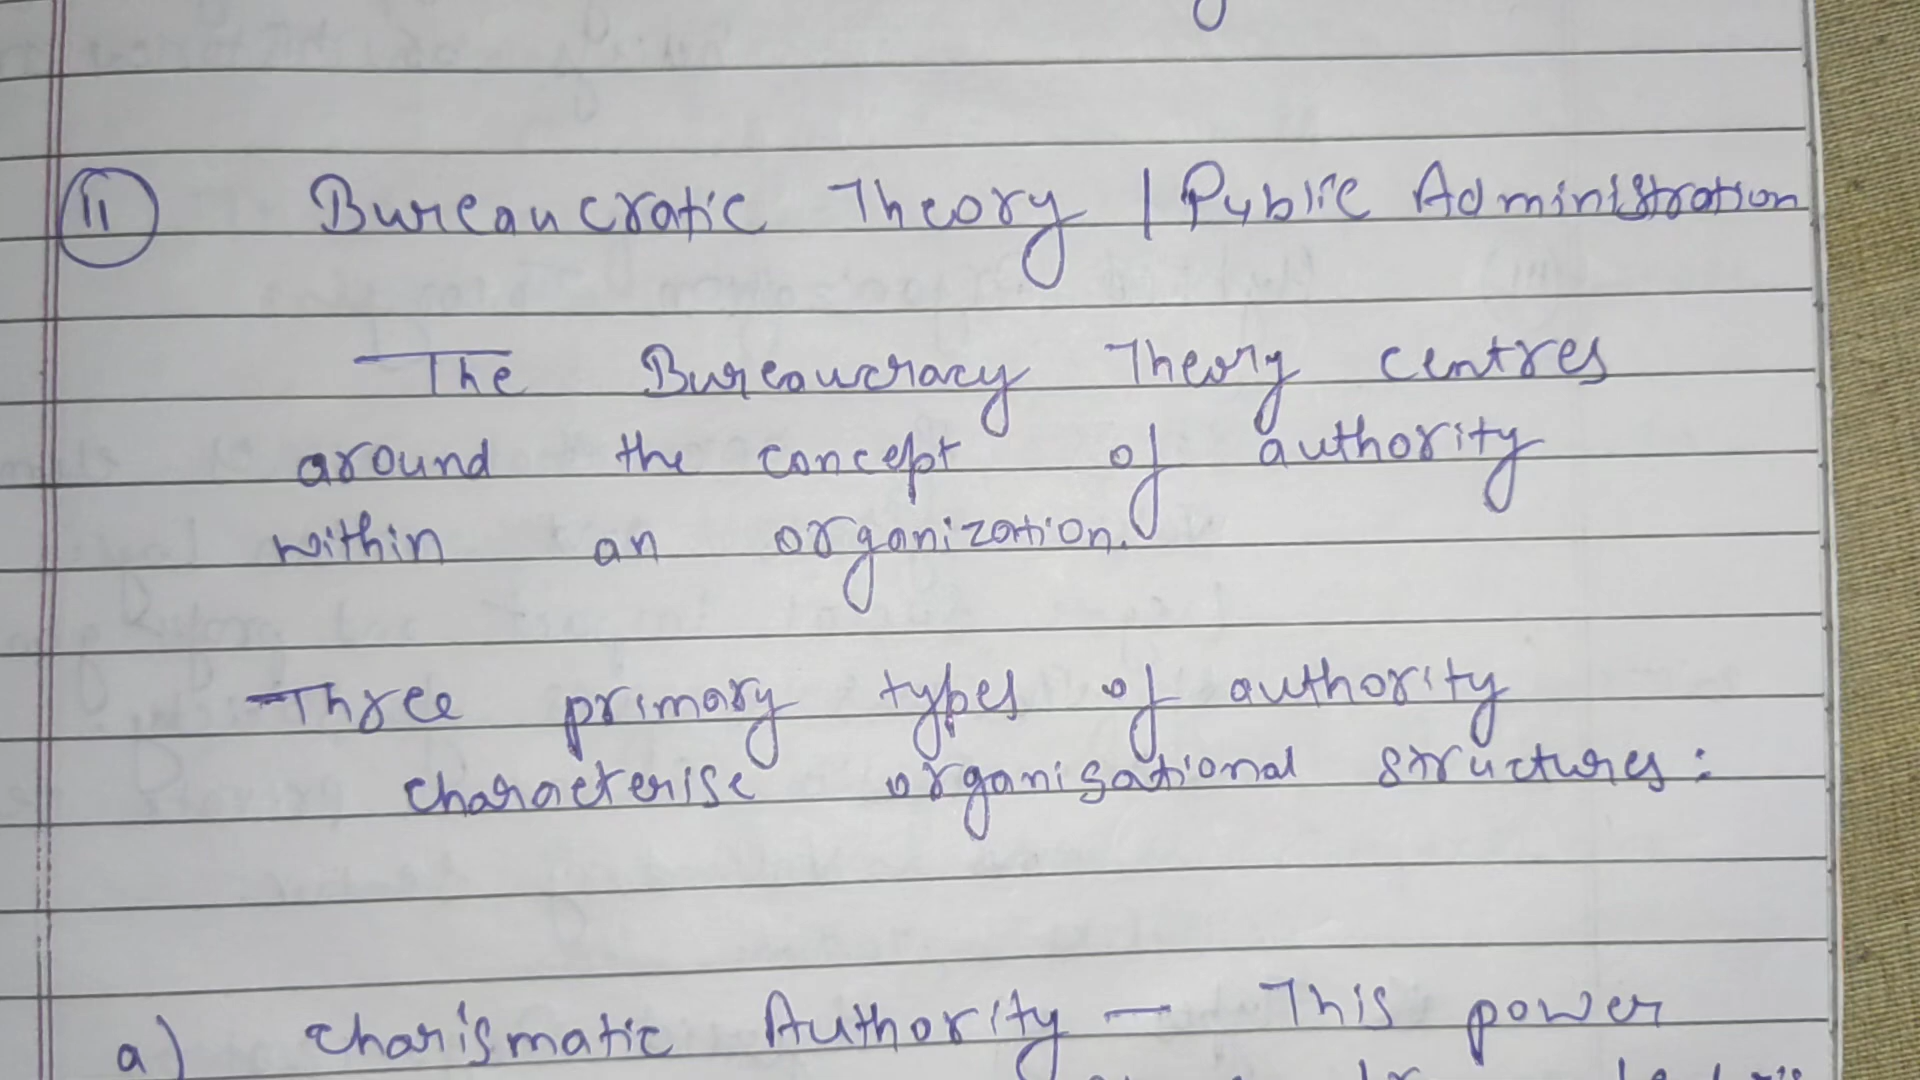 ii Bureaucratic Theory | Public Administration
The Bureaucracy Theory centres
around the concept of authority
within an organization.
Three primary types of authority
characterise organisational structures:
a) Charismatic Authority — This power